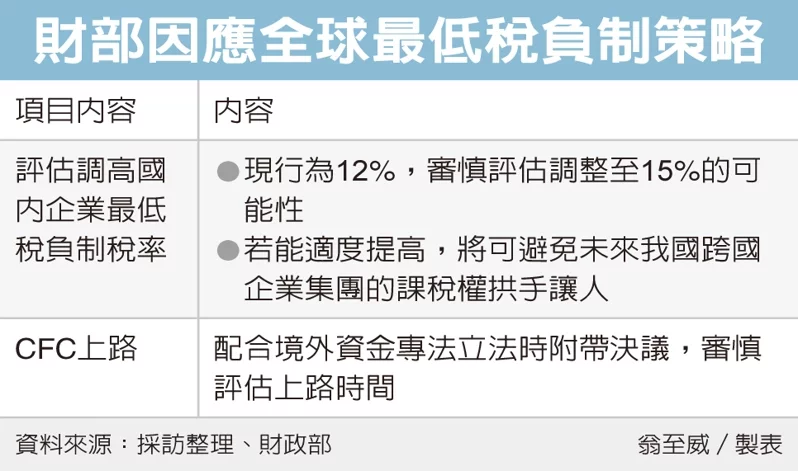 財部因應全球最低稅負制策略
項目內容
內容
評估調高國
內企業最低
稅負制稅率
●現行為12%，審慎評估調整至15%的可
能性
●若能適度提高，將可避免未來我國跨國
企業集團的課稅權拱手讓人
CFC上路
配合境外資金專法立法時附帶決議，審慎
評估上路時間
資料來源：採訪整理、財政部
翁至威／製表